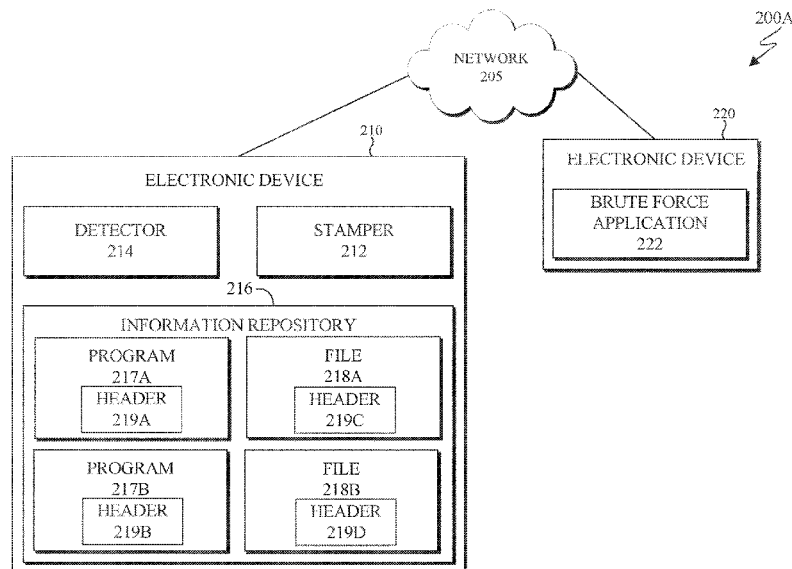 200A
NETWORK
205
220
ELECTRONIC DEVICE
BRUTE FORCE
APPLICATION
222
210
ELECTRONIC DEVICE
DETECTOR
214
STAMPER
212
216
INFORMATION REPOSITORY
PROGRAM
217A
HEADER
219A
FILE
218A
HEADER
219C
PROGRAM
217B
HEADER
219B
FILE
218B
HEADER
219D